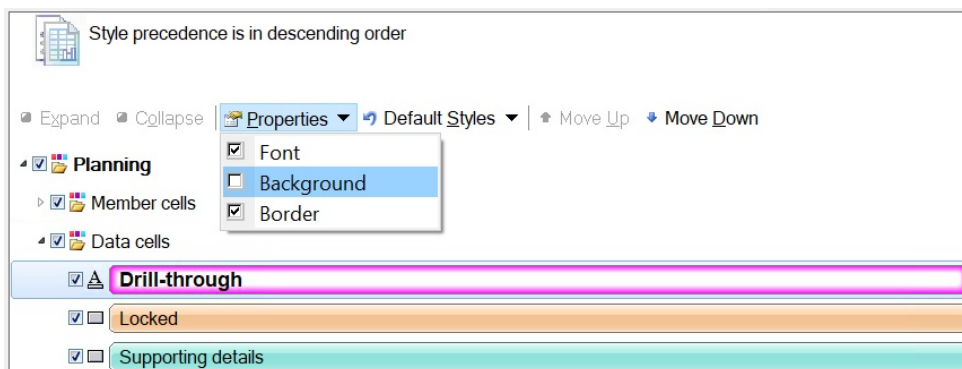 Style precedence is in descending order
Expand Collapse Properties Default Styles Move Up Move Down
Font
Background
Border
Planning
Member cells
Data cells
A Drill-through
Locked
Supporting details